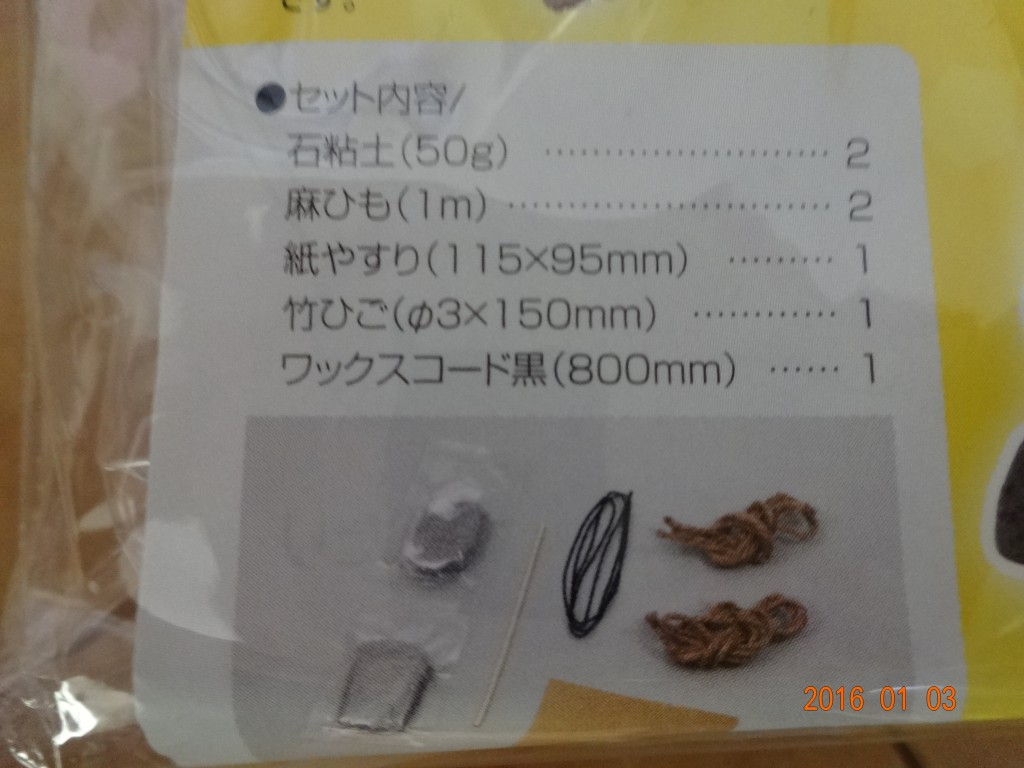 です。
●セット内容/
石粘土(50g) ………………………… 2
麻ひも(1m) ……………………………… 2
紙やすり(115×95mm) ……… 1
竹ひご(φ3×150mm) ………… 1
ワックスコード黒(800mm) …… 1
2016 01 03